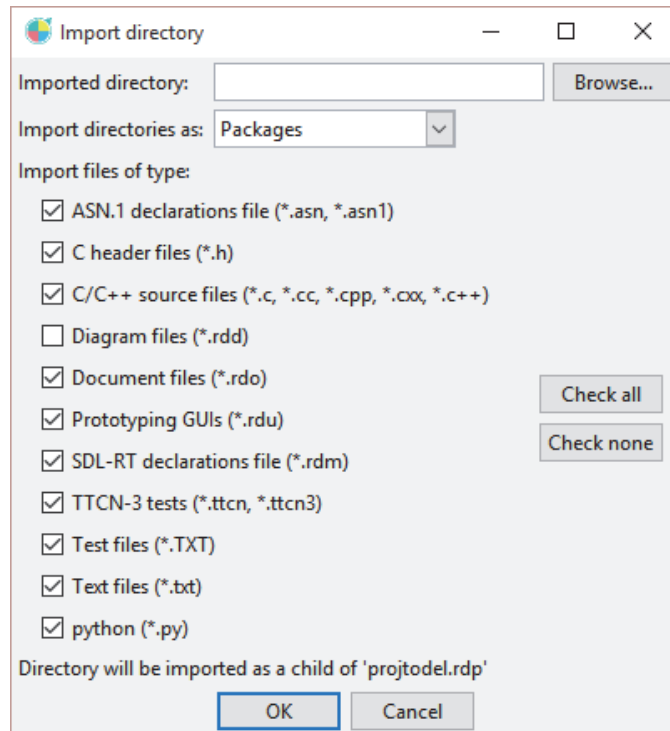 Import directory
Imported directory:
Browse...
Import directories as: Packages
Import files of type:
ASN.1 declarations file (*.asn, *.asn1)
C header files (*.h)
C/C++ source files (*.c, *.cc, *.cpp, *.cxx, *.c++)
Diagram files (*.rdd)
Document files (*.rdo)
Check all
Prototyping GUIs (*.rdu)
Check none
SDL-RT declarations file (*.rdm)
TTCN-3 tests (*.ttcn, *.ttcn3)
Test files (*.TXT)
Text files (*.txt)
python (*.py)
Directory will be imported as a child of 'projtodel.rdp'
OK
Cancel